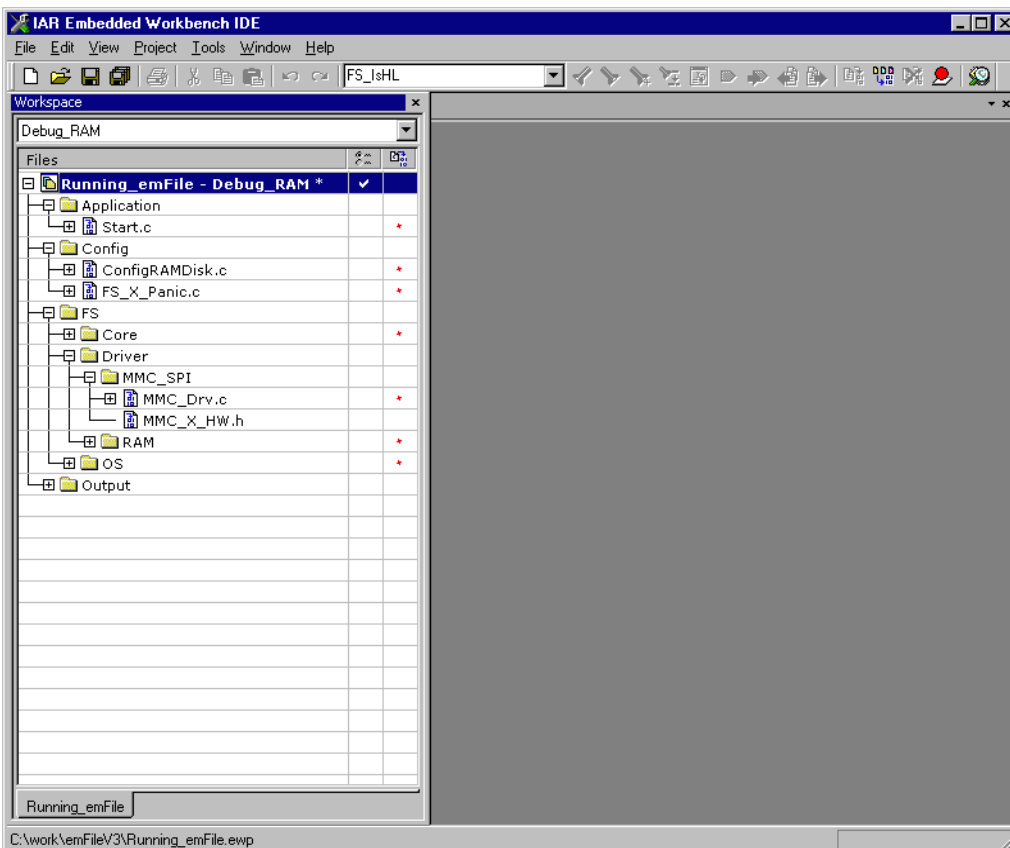 IAR Embedded Workbench IDE
File Edit View Project Tools Window Help
FS_IsHL
Workspace
Debug_RAM
Files
Running_emFile - Debug_RAM *
Application
Start.c
Config
ConfigRAMDisk.c
FS_X_Panic.c
FS
Core
Driver
MMC_SPI
MMC_Drv.c
MMC_X_HW.h
RAM
OS
Output
Running_emFile
C:\work\emFileV3\Running_emFile.ewp